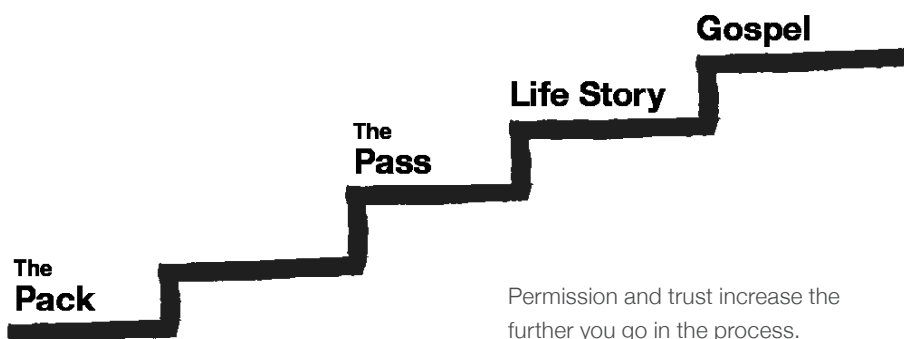 Gospel
Life Story
The
Pass
The
Pack
Permission and trust increase the
further you go in the process.